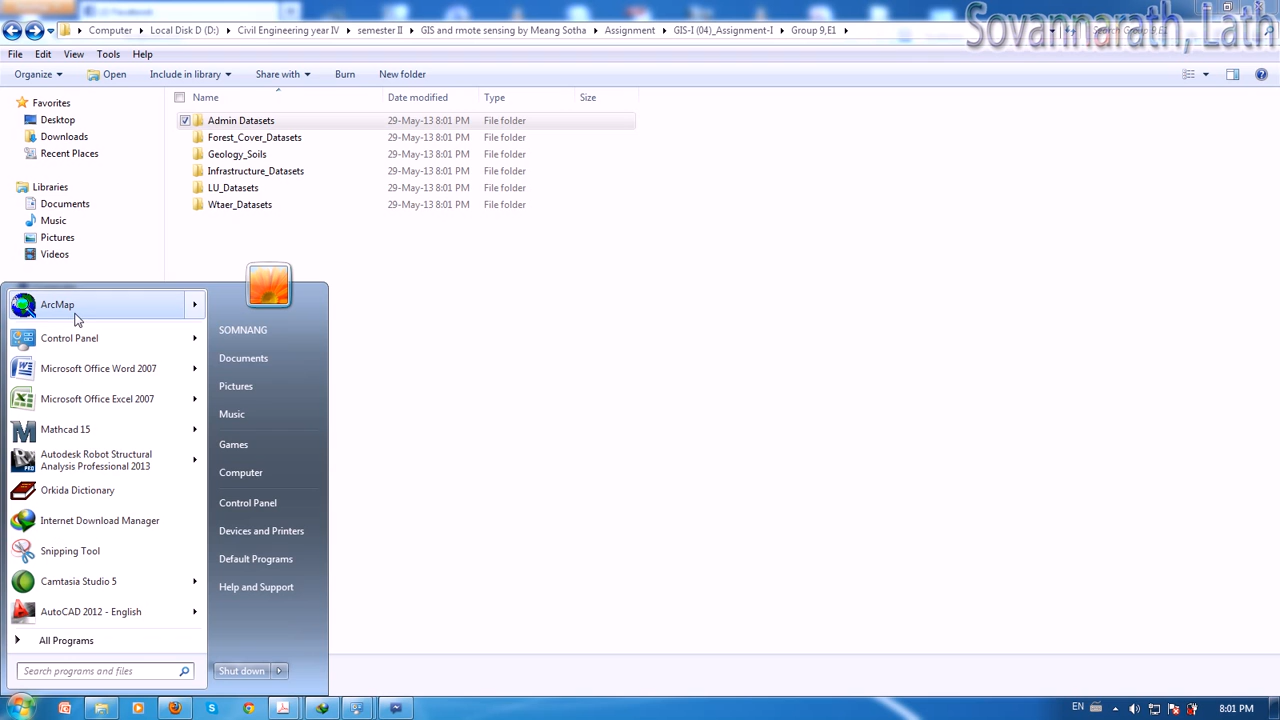 Sovannarath, Lath
Computer Local Disk D (D:) Civil Engineering year IV semester II GIS and rmote sensing by Meang Sotha Assignment GIS-I (04)_Assignment-I Group 9,E1
File Edit View Tools Help
Organize Open Include in library Share with Burn New folder
Favorites
Desktop
Downloads
Recent Places
Libraries
Documents
Music
Pictures
Videos
Name Date modified Type Size
Admin Datasets 29-May-13 8:01 PM File folder
Forest_Cover_Datasets 29-May-13 8:01 PM File folder
Geology_Soils 29-May-13 8:01 PM File folder
Infrastructure_Datasets 29-May-13 8:01 PM File folder
LU_Datasets 29-May-13 8:01 PM File folder
Wtaer_Datasets 29-May-13 8:01 PM File folder
ArcMap
Control Panel
Microsoft Office Word 2007
Microsoft Office Excel 2007
Mathcad 15
Autodesk Robot Structural
Analysis Professional 2013
Orkida Dictionary
Internet Download Manager
Snipping Tool
Camtasia Studio 5
AutoCAD 2012 - English
All Programs
Search programs and files
SOMNANG
Documents
Pictures
Music
Games
Computer
Control Panel
Devices and Printers
Default Programs
Help and Support
Shut down
EN 8:01 PM